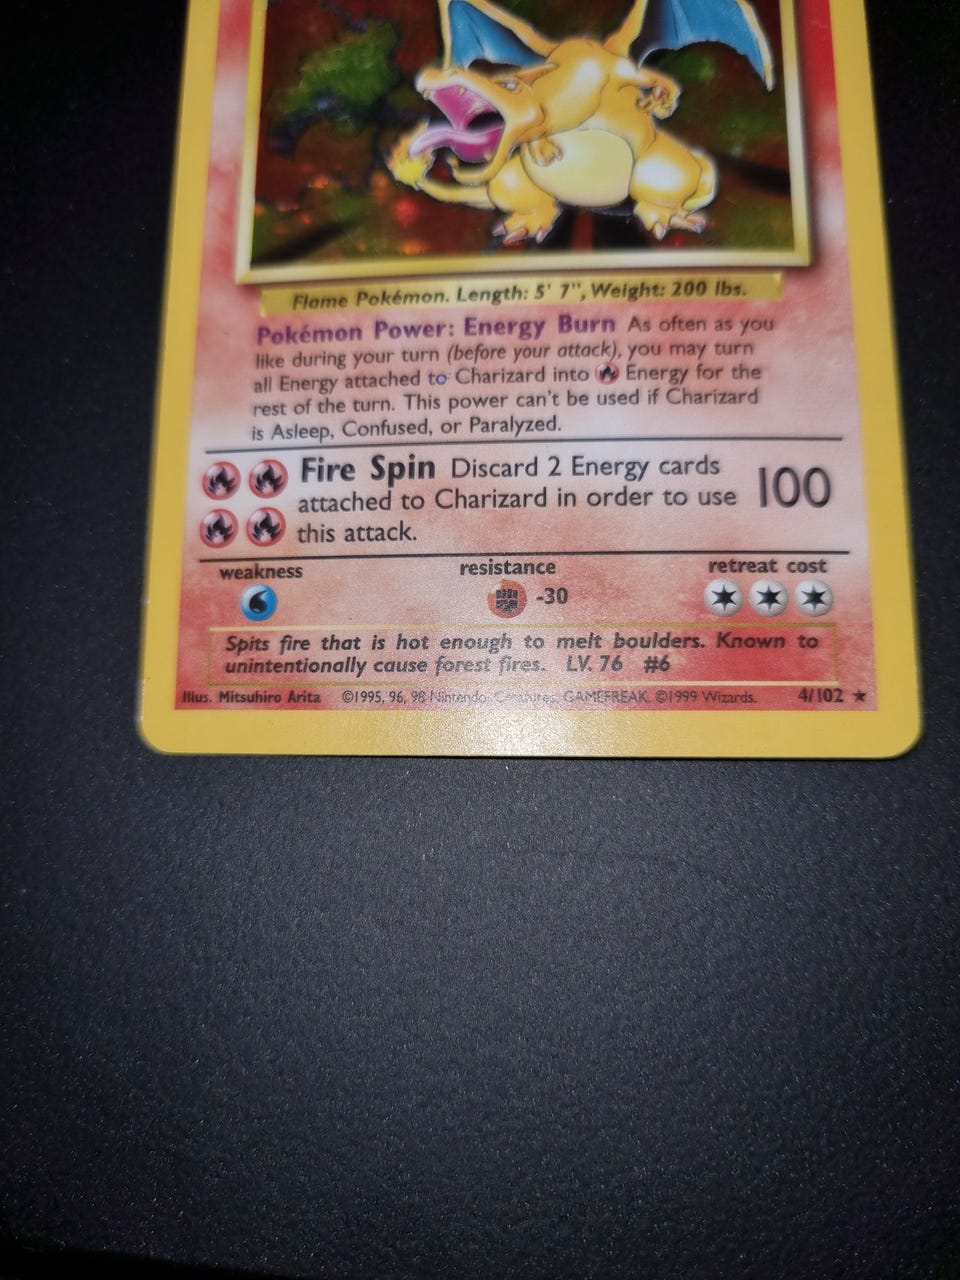 Flame Pokémon. Length: 5' 7", Weight: 200 lbs.
Pokémon Power: Energy Burn As often as you
like during your turn (before your attack), you may turn
all Energy attached to Charizard into Energy for the
rest of the turn. This power can't be used if Charizard
is Asleep, Confused, or Paralyzed.
Fire Spin Discard 2 Energy cards
attached to Charizard in order to use 100
this attack.
weakness resistance retreat cost
-30
Spits fire that is hot enough to melt boulders. Known to
unintentionally cause forest fires. LV. 76 #6
Illus. Mitsuhiro Arita ©1995, 96, 98 Nintendo, Creatures, GAMEFREAK. ©1999 Wizards. 4/102 ★